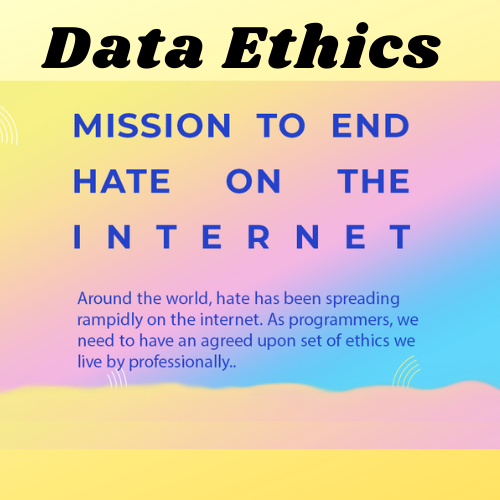 Data Ethics
MISSION TO END
HATE ON THE
INTERNET
Around the world, hate has been spreading
rampidly on the internet. As programmers, we
need to have an agreed upon set of ethics we
live by professionally..